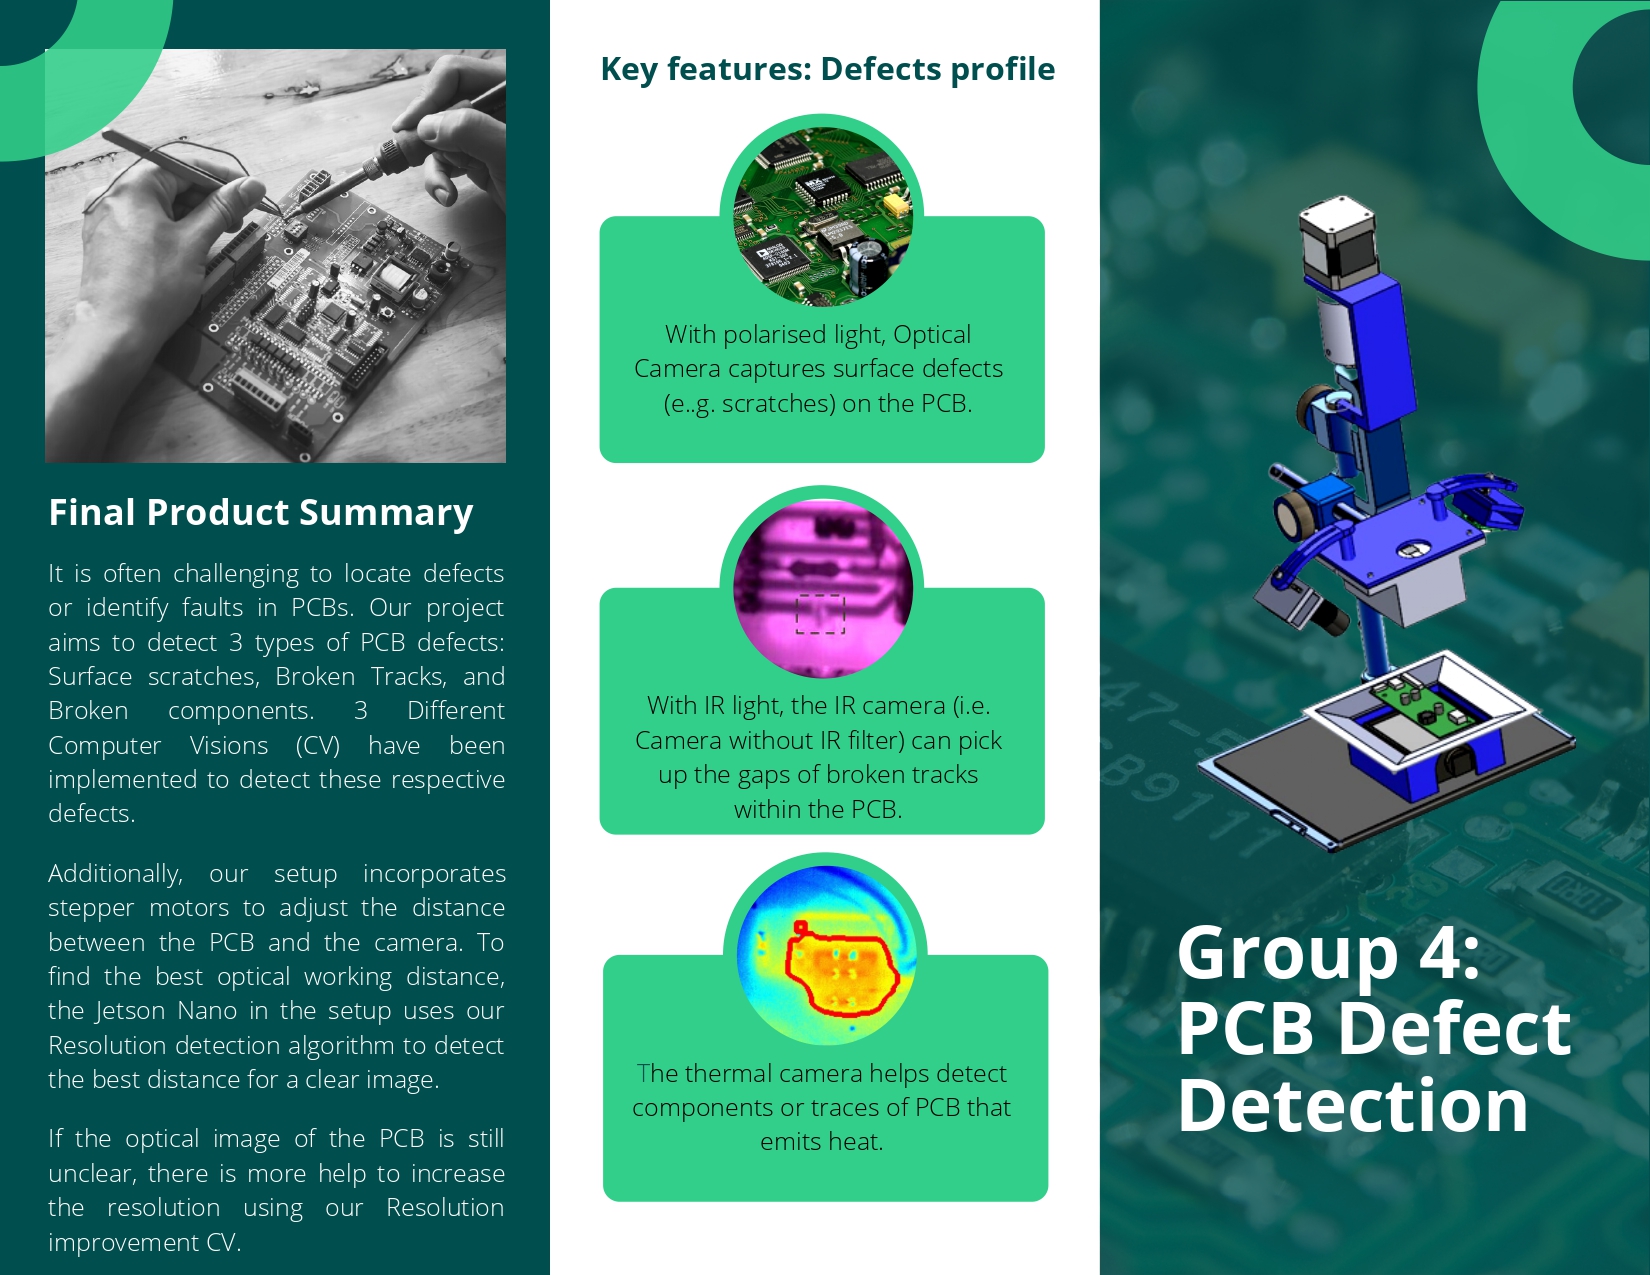 Final Product Summary
It is often challenging to locate defects
or identify faults in PCBs. Our project
aims to detect 3 types of PCB defects:
Surface scratches, Broken Tracks, and
Broken components. 3 Different
Computer Visions (CV) have been
implemented to detect these respective
defects.
Additionally, our setup incorporates
stepper motors to adjust the distance
between the PCB and the camera. To
find the best optical working distance,
the Jetson Nano in the setup uses our
Resolution detection algorithm to detect
the best distance for a clear image.
If the optical image of the PCB is still
unclear, there is more help to increase
the resolution using our Resolution
improvement CV.
Key features: Defects profile
With polarised light, Optical
Camera captures surface defects
(e..g. scratches) on the PCB.
With IR light, the IR camera (i.e.
Camera without IR filter) can pick
up the gaps of broken tracks
within the PCB.
The thermal camera helps detect
components or traces of PCB that
emits heat.
Group 4:
PCB Defect
Detection